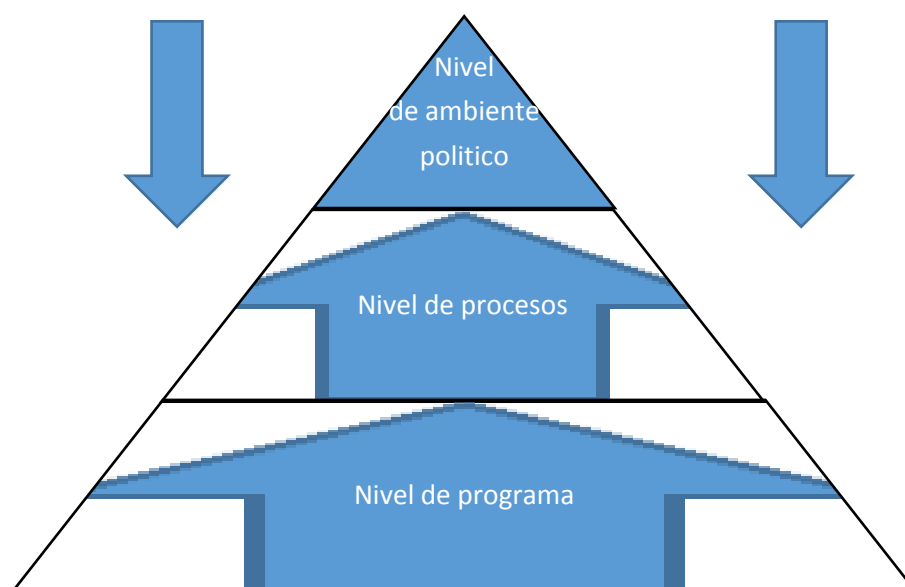 Nivel
de ambiente
politico
Nivel de procesos
Nivel de programa